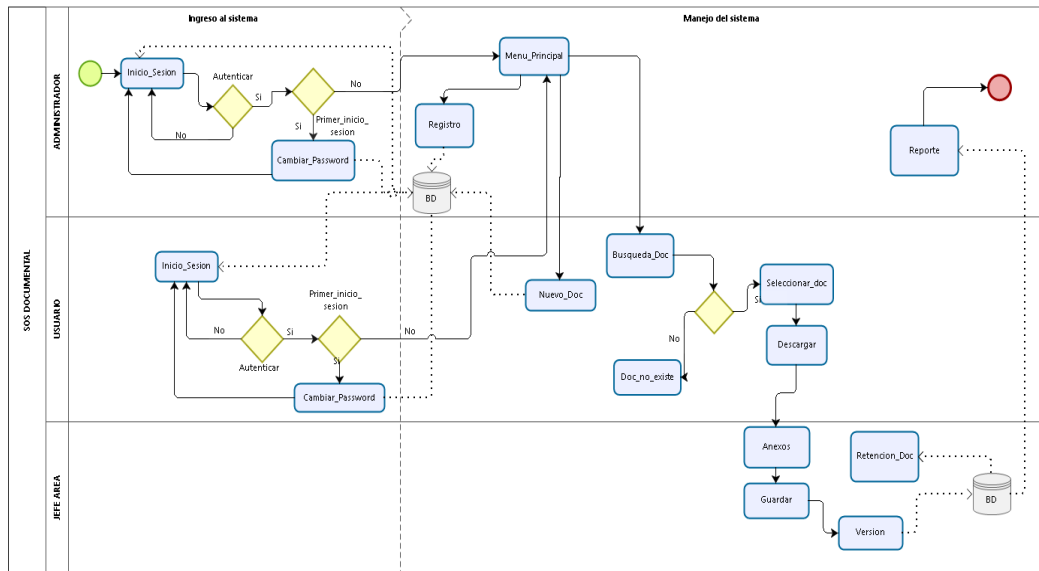 Ingreso al sistema
Manejo del sistema
SOS DOCUMENTAL
ADMINISTRADOR
Inicio_Sesion
Autenticar
Si
No
No
Si
Primer_inicio_
sesion
Cambiar_Password
Menu_Principal
Registro
BD
Reporte
USUARIO
Inicio_Sesion
No
Autenticar
Si
Primer_inicio_
sesion
Si
No
Cambiar_Password
Nuevo_Doc
Busqueda_Doc
No
Si
Doc_no_existe
Seleccionar_doc
Descargar
JEFE AREA
Anexos
Guardar
Version
Retencion_Doc
BD